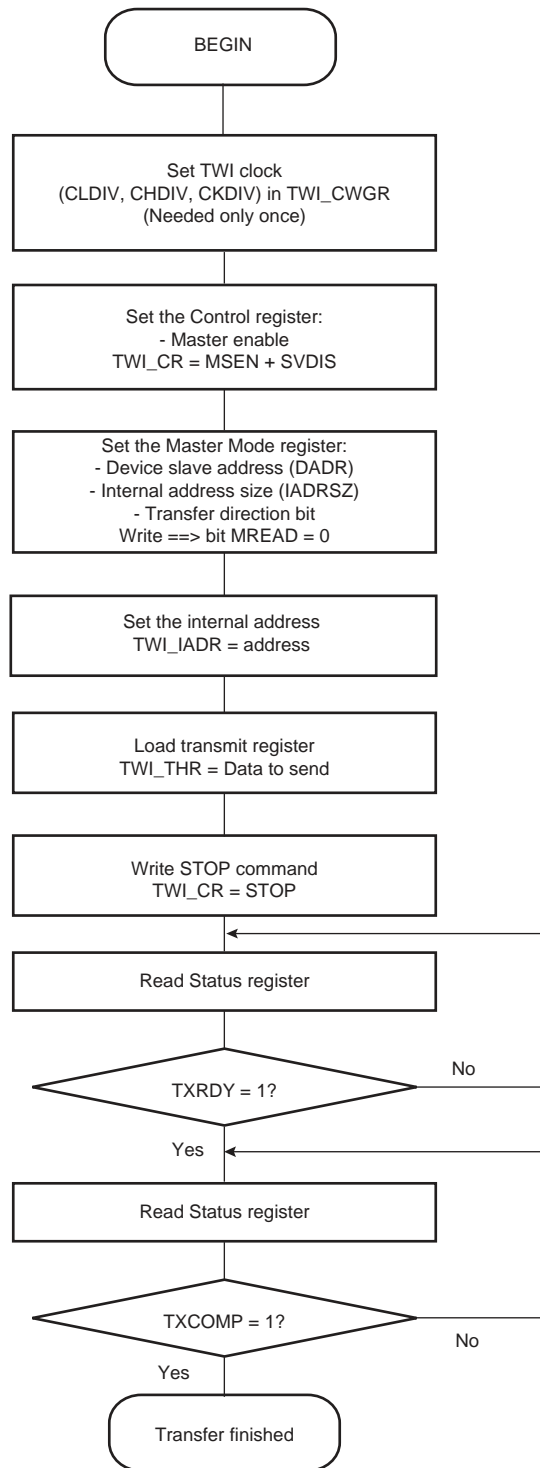 BEGIN
Set TWI clock
(CLDIV, CHDIV, CKDIV) in TWI_CWGR
(Needed only once)
Set the Control register:
- Master enable
TWI_CR = MSEN + SVDIS
Set the Master Mode register:
- Device slave address (DADR)
- Internal address size (IADRSZ)
- Transfer direction bit
Write ==> bit MREAD = 0
Set the internal address
TWI_IADR = address
Load transmit register
TWI_THR = Data to send
Write STOP command
TWI_CR = STOP
Read Status register
TXRDY = 1?
No
Yes
Read Status register
TXCOMP = 1?
No
Yes
Transfer finished